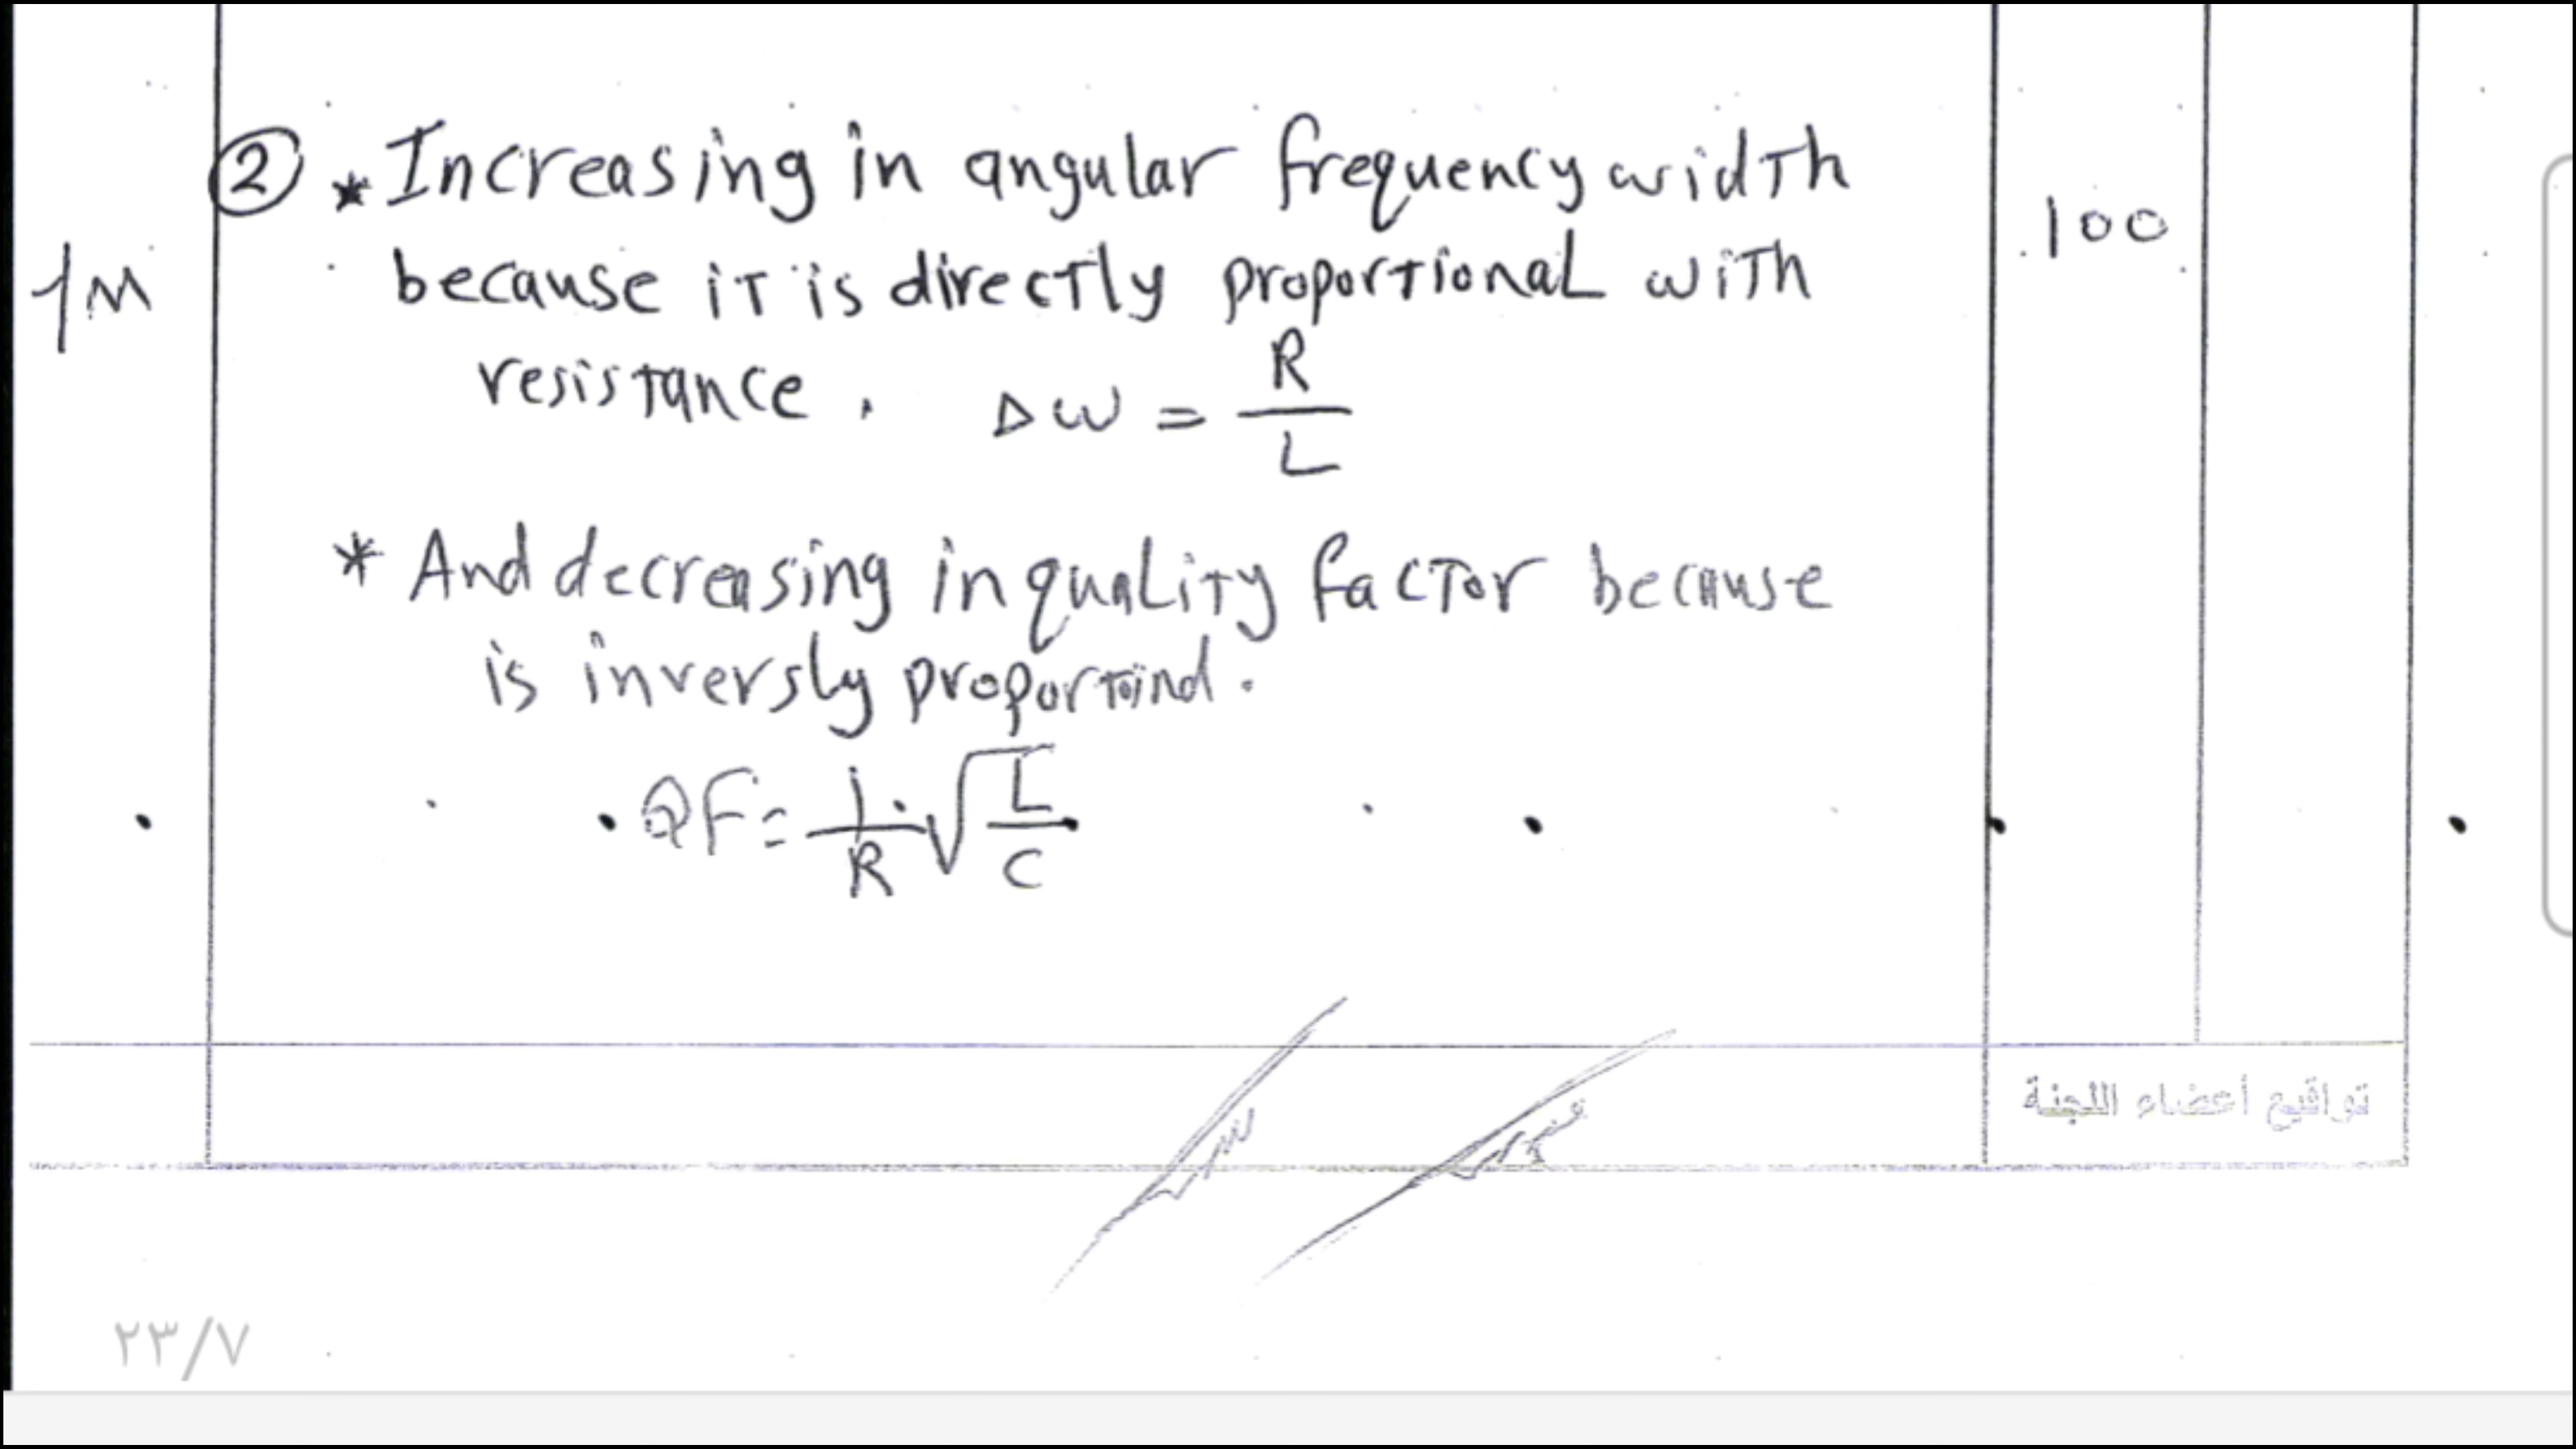 ② * Increasing in angular frequency width
1M because it is directly proportional with 100
resistance. Δω = R/L
* And decreasing in quality factor because
is inversly proportoinal.
QF = 1/R √(L/C)
تواقيع أعضاء اللجنة
٢٣/٧